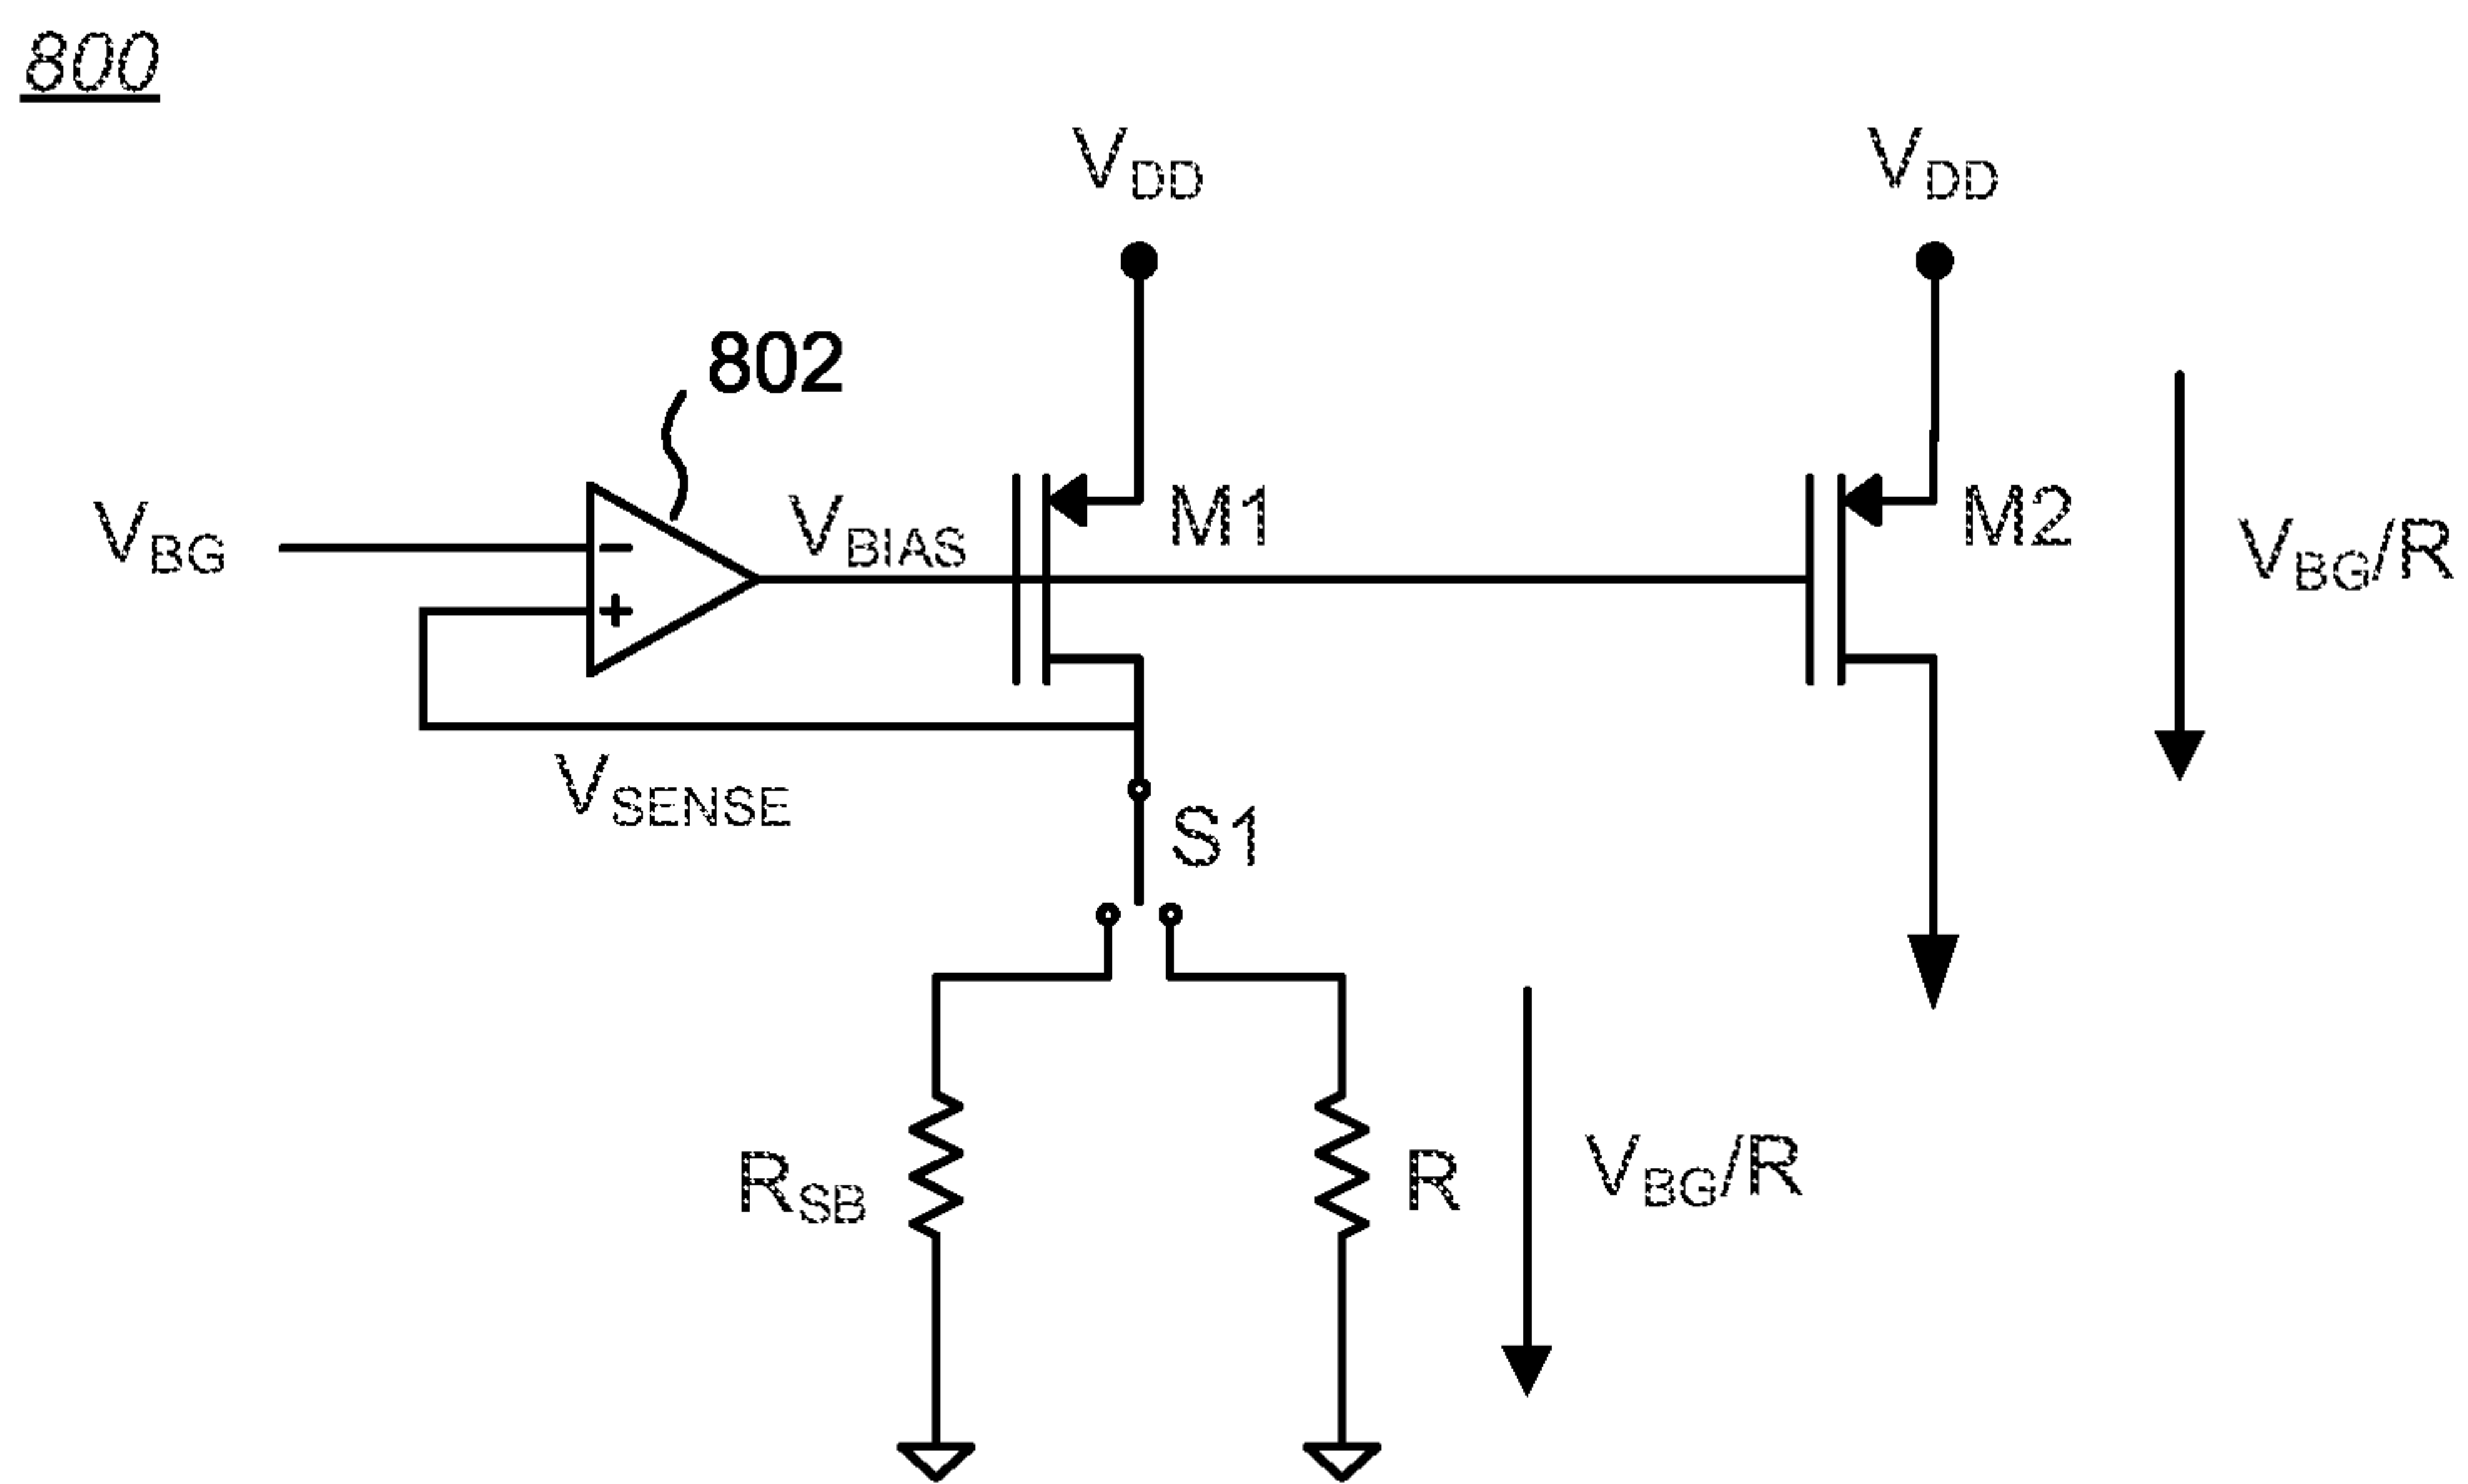 800
VDD
VDD
802
VBG
VBIAS
M1
M2
VBG/R
-
+
VSENSE
S1
RSB
R
VBG/R